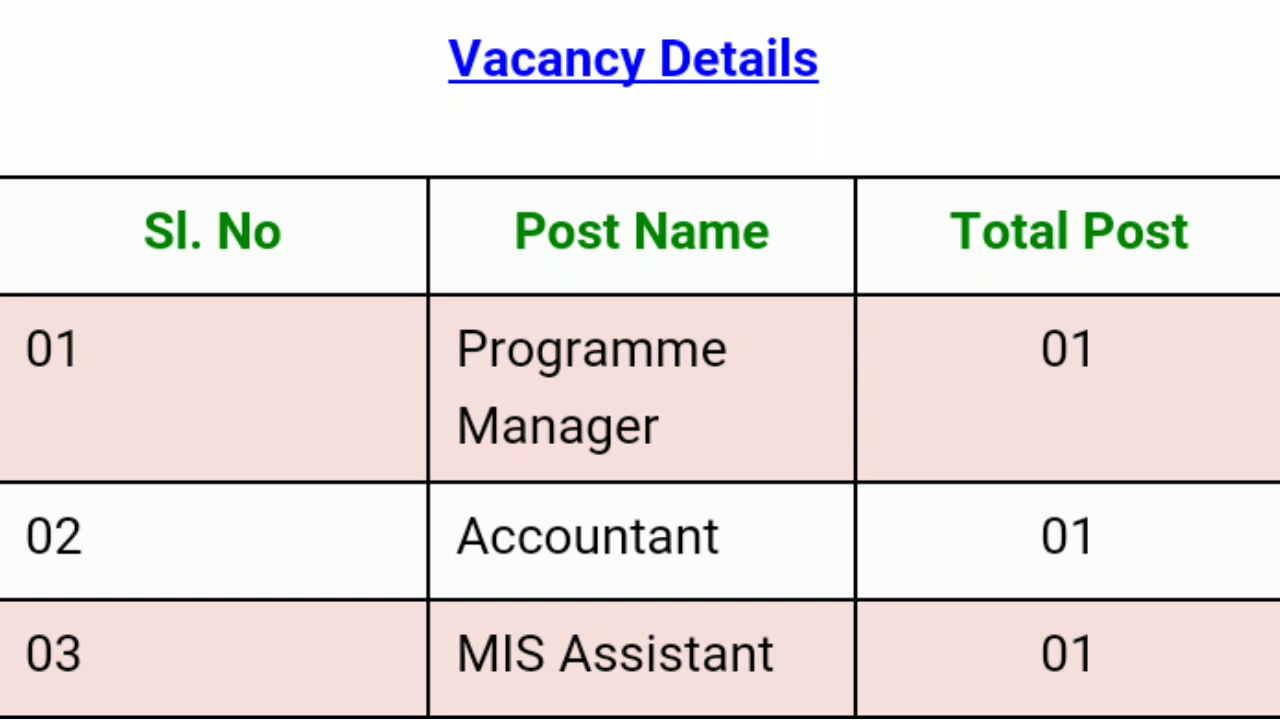 Vacancy Details
Sl. No Post Name Total Post
01 Programme 01
Manager
02 Accountant 01
03 MIS Assistant 01